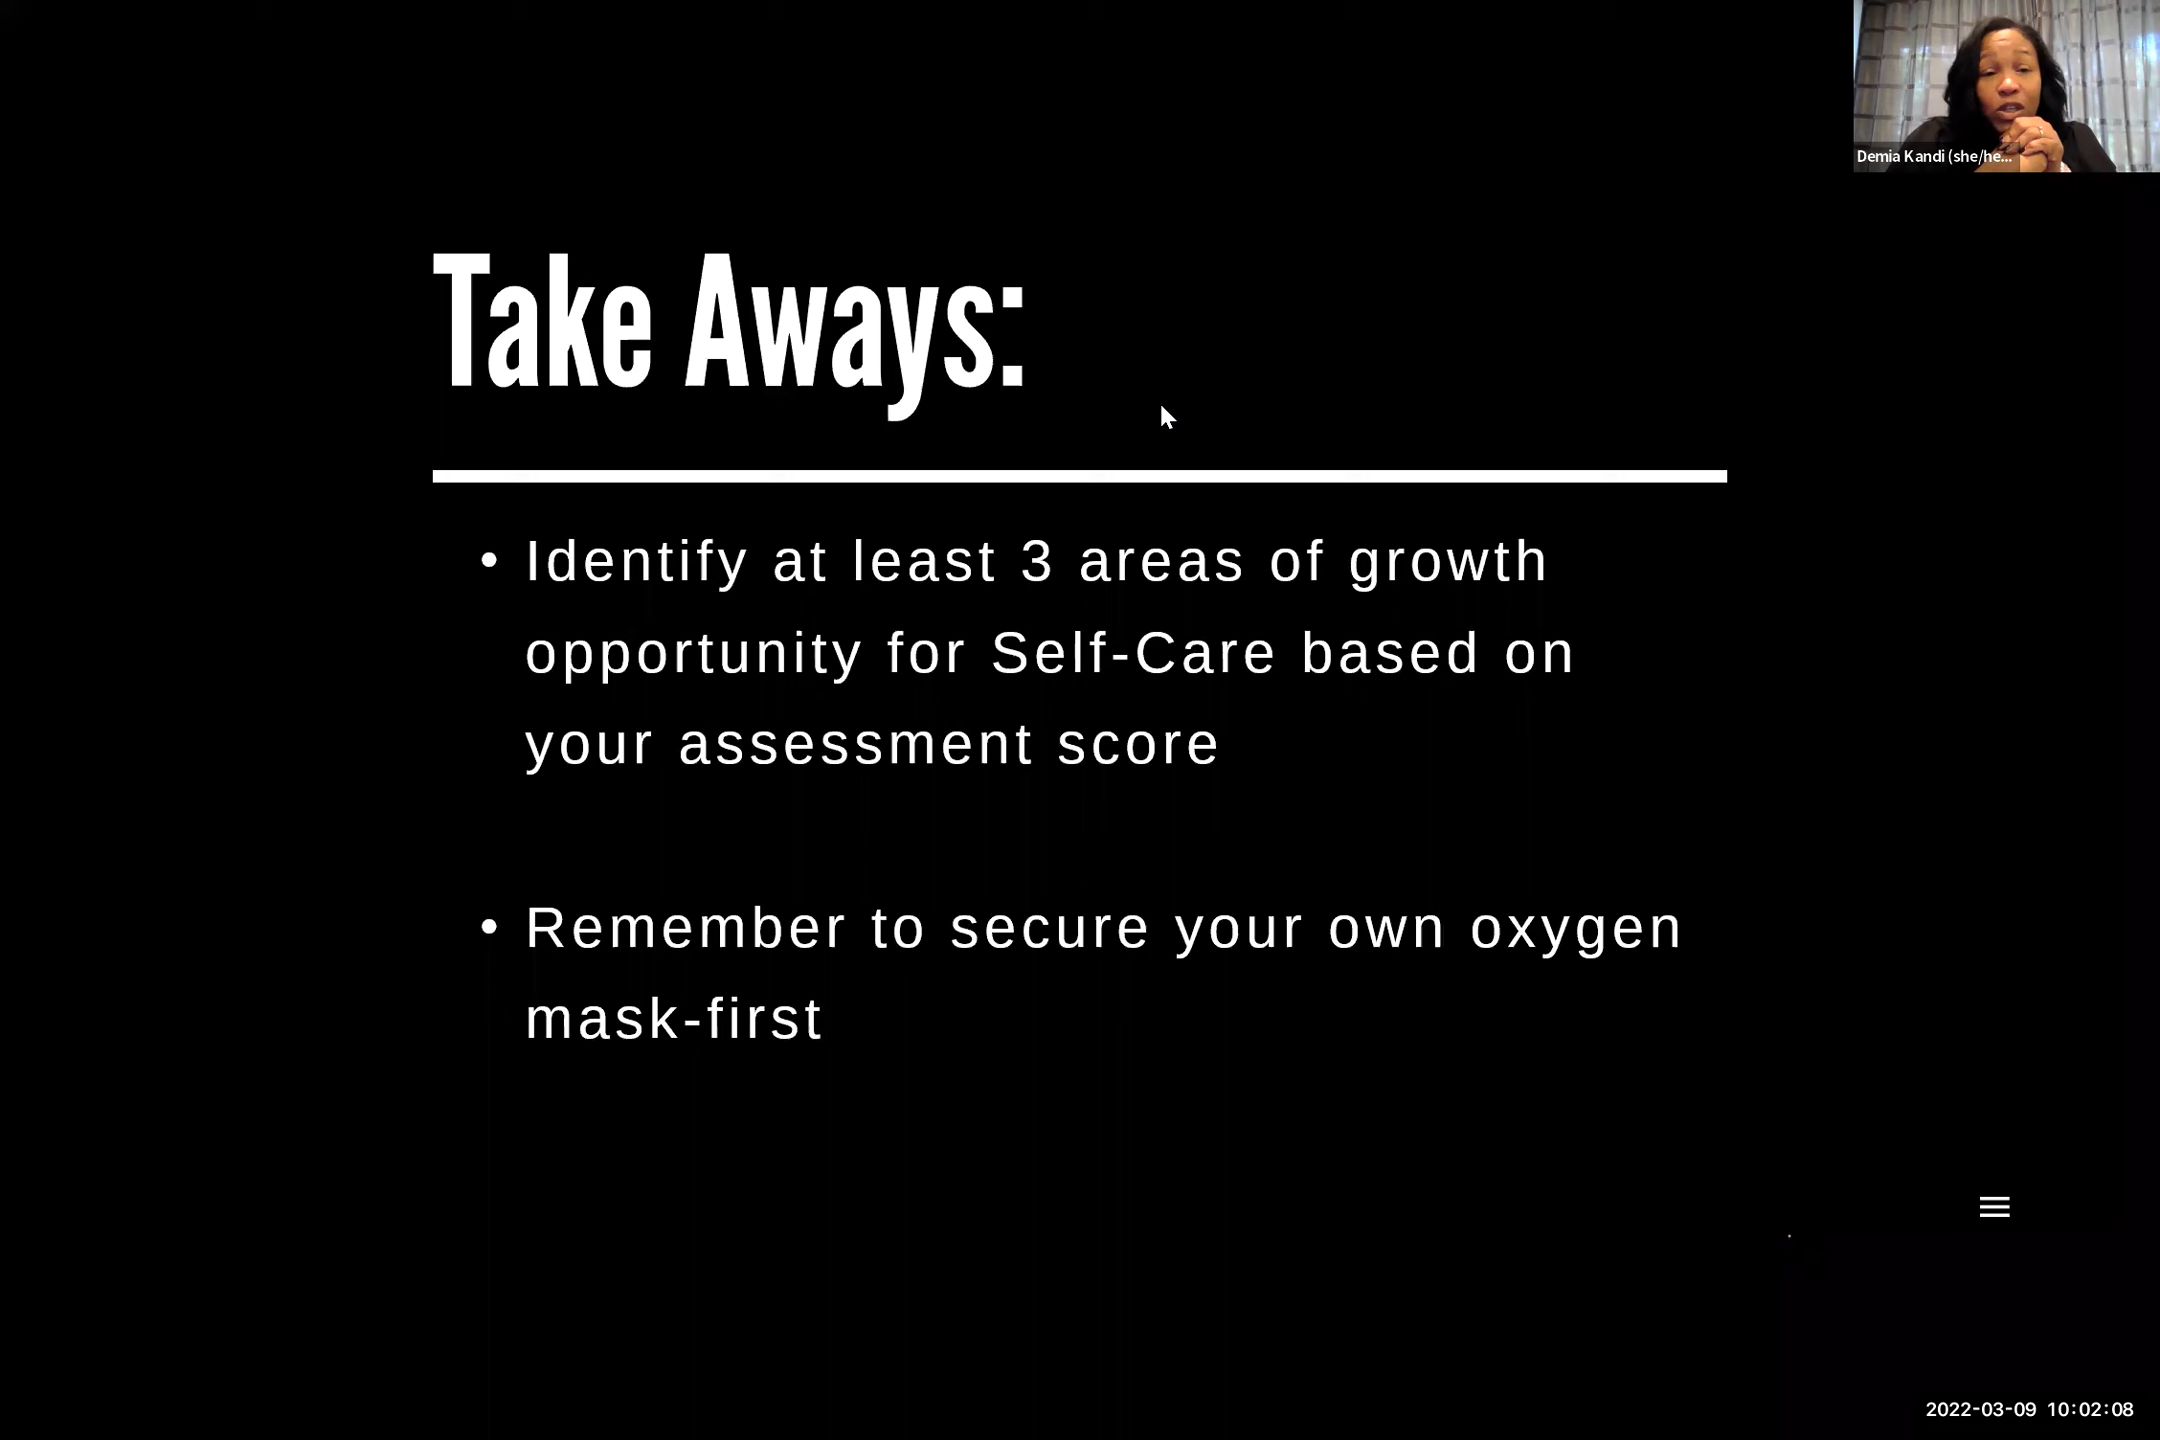 Demia Kandi (she/he...
Take Aways:
• Identify at least 3 areas of growth
opportunity for Self-Care based on
your assessment score
• Remember to secure your own oxygen
mask-first
2022-03-09 10:02:08